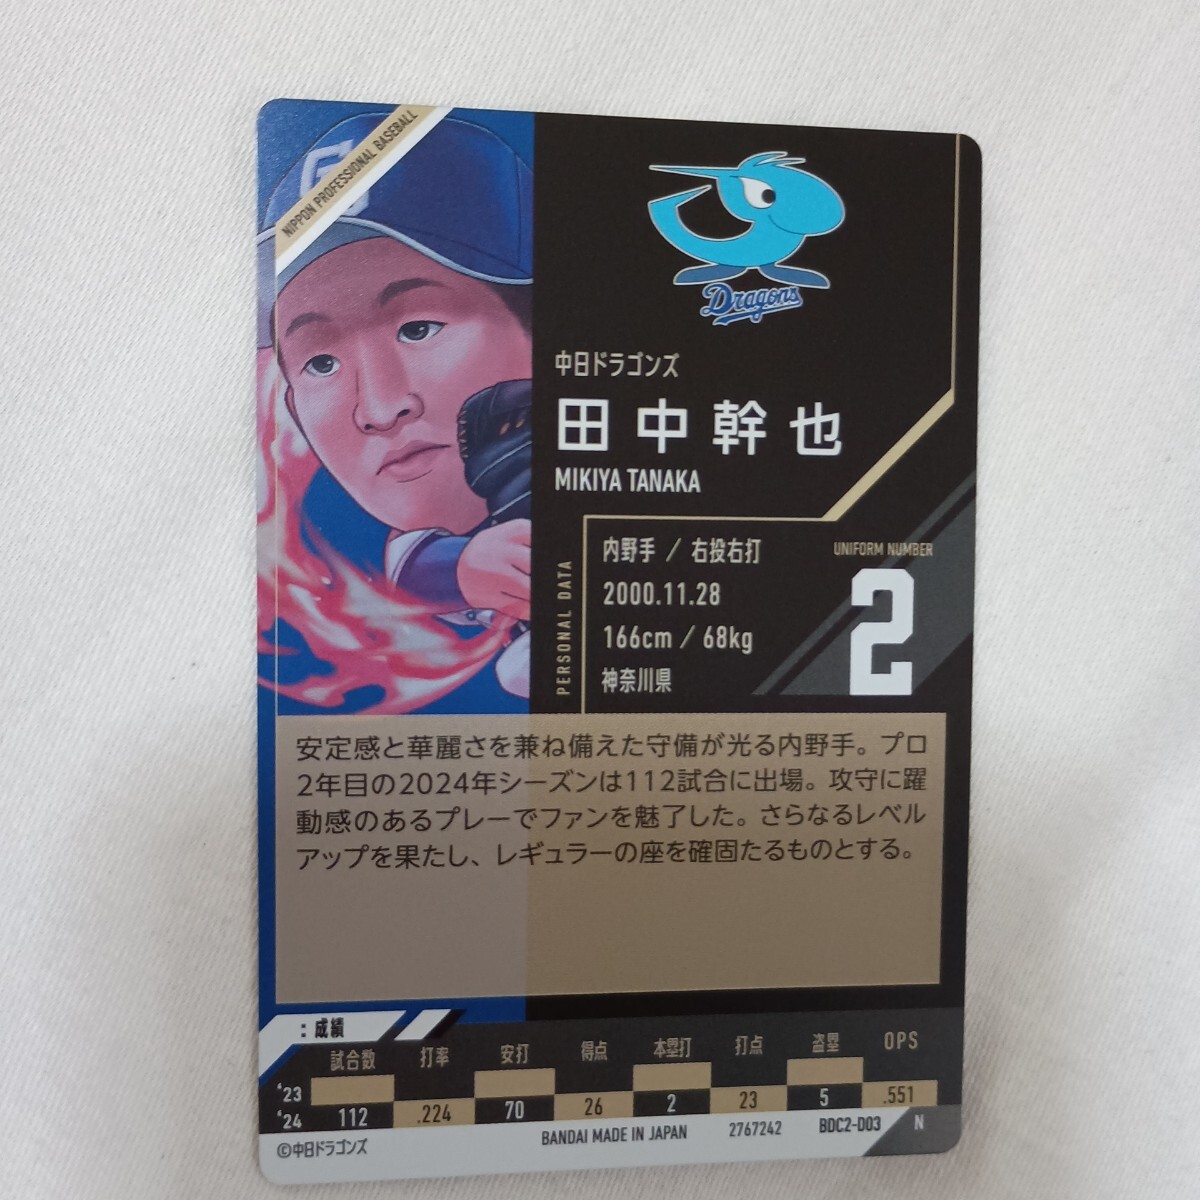 NIPPON PROFESSIONAL BASEBALL
Dragons
中日ドラゴンズ
田中幹也
MIKIYA TANAKA
PERSONAL DATA
内野手 / 右投右打
2000.11.28
166cm / 68kg
神奈川県
UNIFORM NUMBER
2
安定感と華麗さを兼ね備えた守備が光る内野手。プロ
2年目の2024年シーズンは112試合に出場。攻守に躍
動感のあるプレーでファンを魅了した。さらなるレベル
アップを果たし、レギュラーの座を確固たるものとする。
:成績
試合数 打率 安打 得点 本塁打 打点 盗塁 OPS
'23
'24 112 .224 70 26 2 23 5 .551
©中日ドラゴンズ
BANDAI MADE IN JAPAN 2767242 BDC2-D03 N